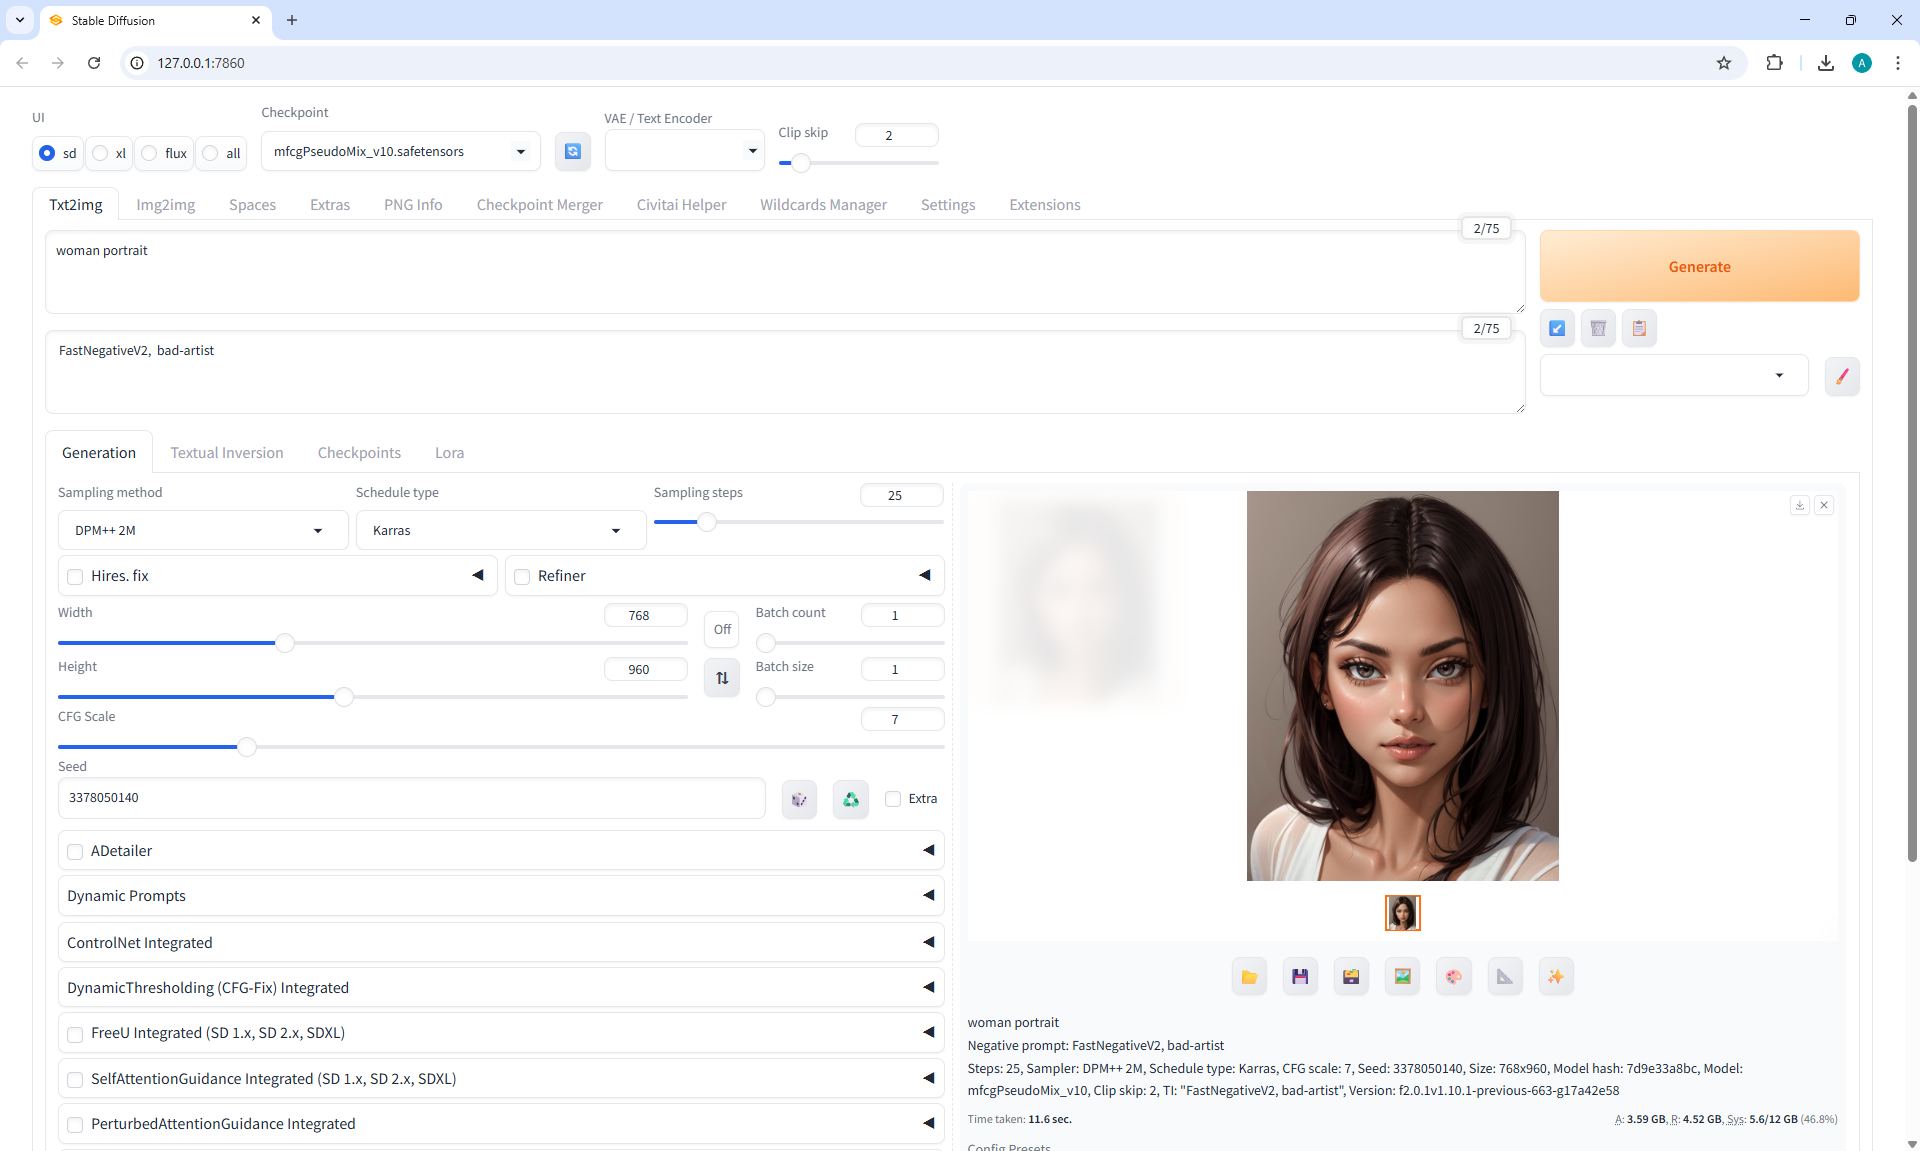 Stable Diffusion
127.0.0.1:7860
A
UI
Checkpoint
VAE / Text Encoder
Clip skip
2
sd
xl
flux
all
mfcgPseudoMix_v10.safetensors
Txt2img
Img2img
Spaces
Extras
PNG Info
Checkpoint Merger
Civitai Helper
Wildcards Manager
Settings
Extensions
2/75
woman portrait
Generate
2/75
FastNegativeV2, bad-artist
Generation
Textual Inversion
Checkpoints
Lora
Sampling method
Schedule type
Sampling steps
25
DPM++ 2M
Karras
Hires. fix
Refiner
Width
768
Off
Batch count
1
Height
960
Batch size
1
CFG Scale
7
Seed
3378050140
Extra
ADetailer
Dynamic Prompts
ControlNet Integrated
DynamicThresholding (CFG-Fix) Integrated
FreeU Integrated (SD 1.x, SD 2.x, SDXL)
SelfAttentionGuidance Integrated (SD 1.x, SD 2.x, SDXL)
PerturbedAttentionGuidance Integrated
woman portrait
Negative prompt: FastNegativeV2, bad-artist
Steps: 25, Sampler: DPM++ 2M, Schedule type: Karras, CFG scale: 7, Seed: 3378050140, Size: 768x960, Model hash: 7d9e33a8bc, Model:
mfcgPseudoMix_v10, Clip skip: 2, TI: "FastNegativeV2, bad-artist", Version: f2.0.1v1.10.1-previous-663-g17a42e58
Time taken: 11.6 sec.
A: 3.59 GB, R: 4.52 GB, Sys: 5.6/12 GB (46.8%)
Config Presets